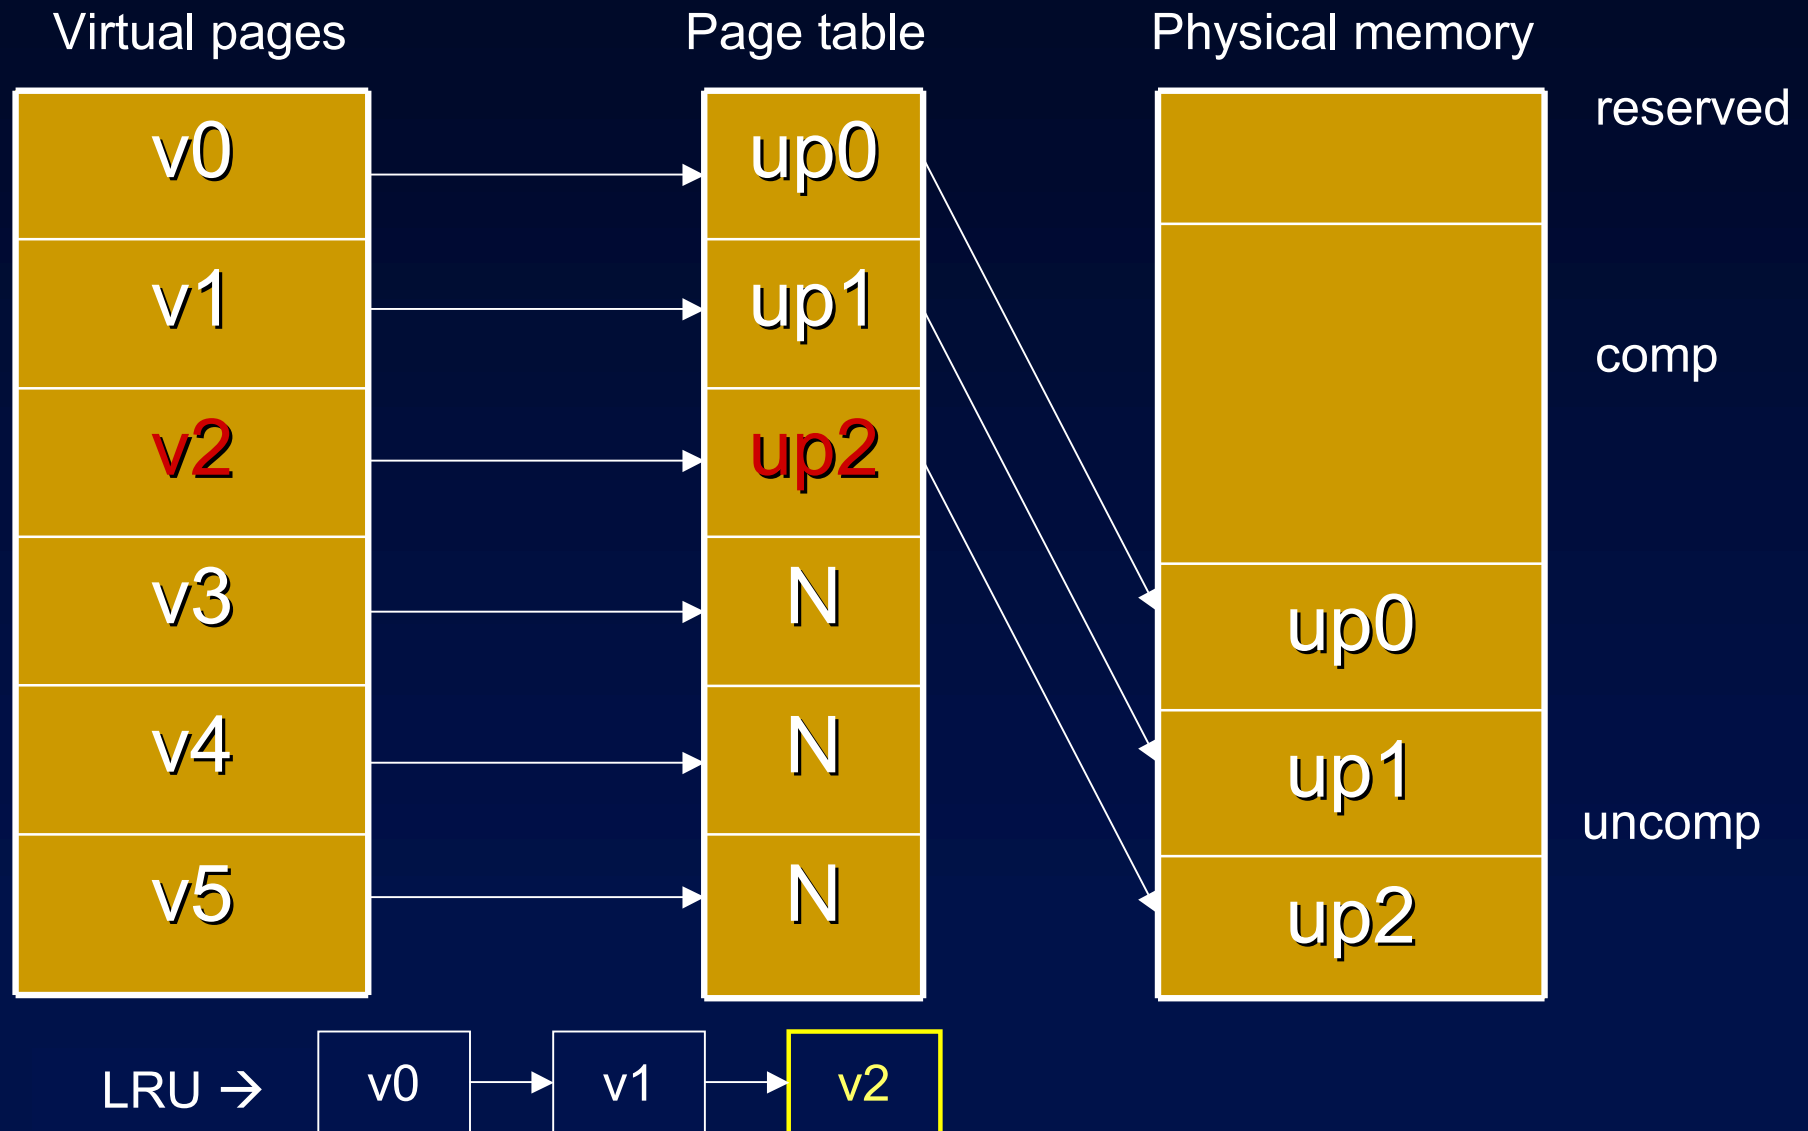 Virtual pages
Page table
Physical memory
v0
up0
reserved
v1
up1
comp
v2
up2
v3
N
up0
v4
N
up1
uncomp
v5
N
up2
LRU → v0 v1 v2